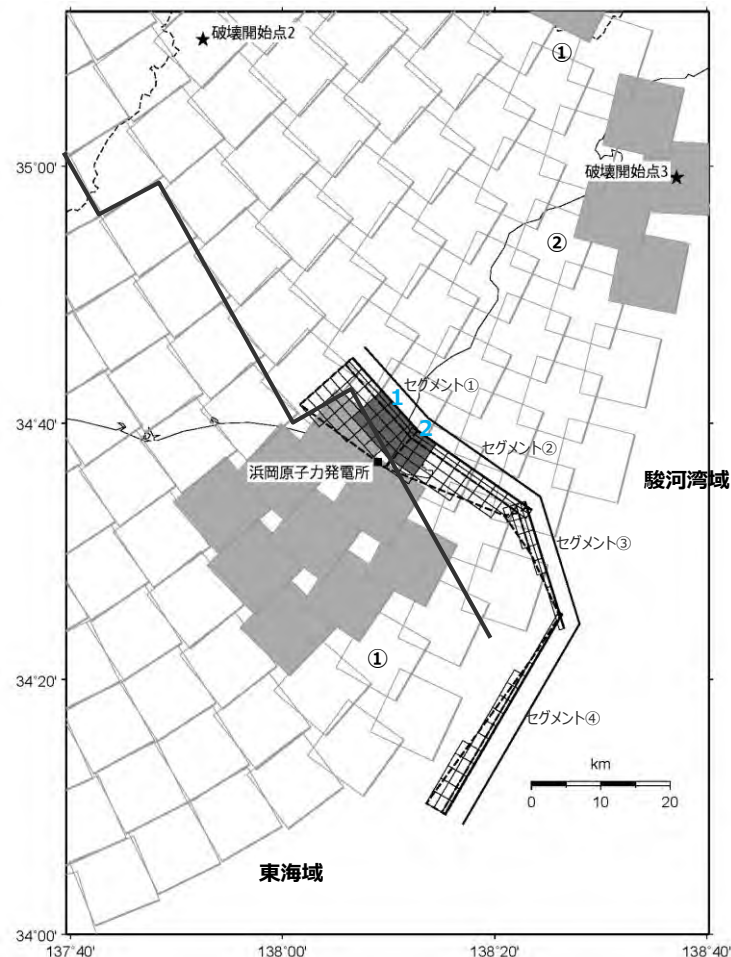 破壊開始点2
①
35°00'
破壊開始点3
②
セグメント①
1
34°40'
2
セグメント②
浜岡原子力発電所
駿河湾域
セグメント③
①
34°20'
セグメント④
km
0 10 20
東海域
34°00'
137°40' 138°00' 138°20' 138°40'